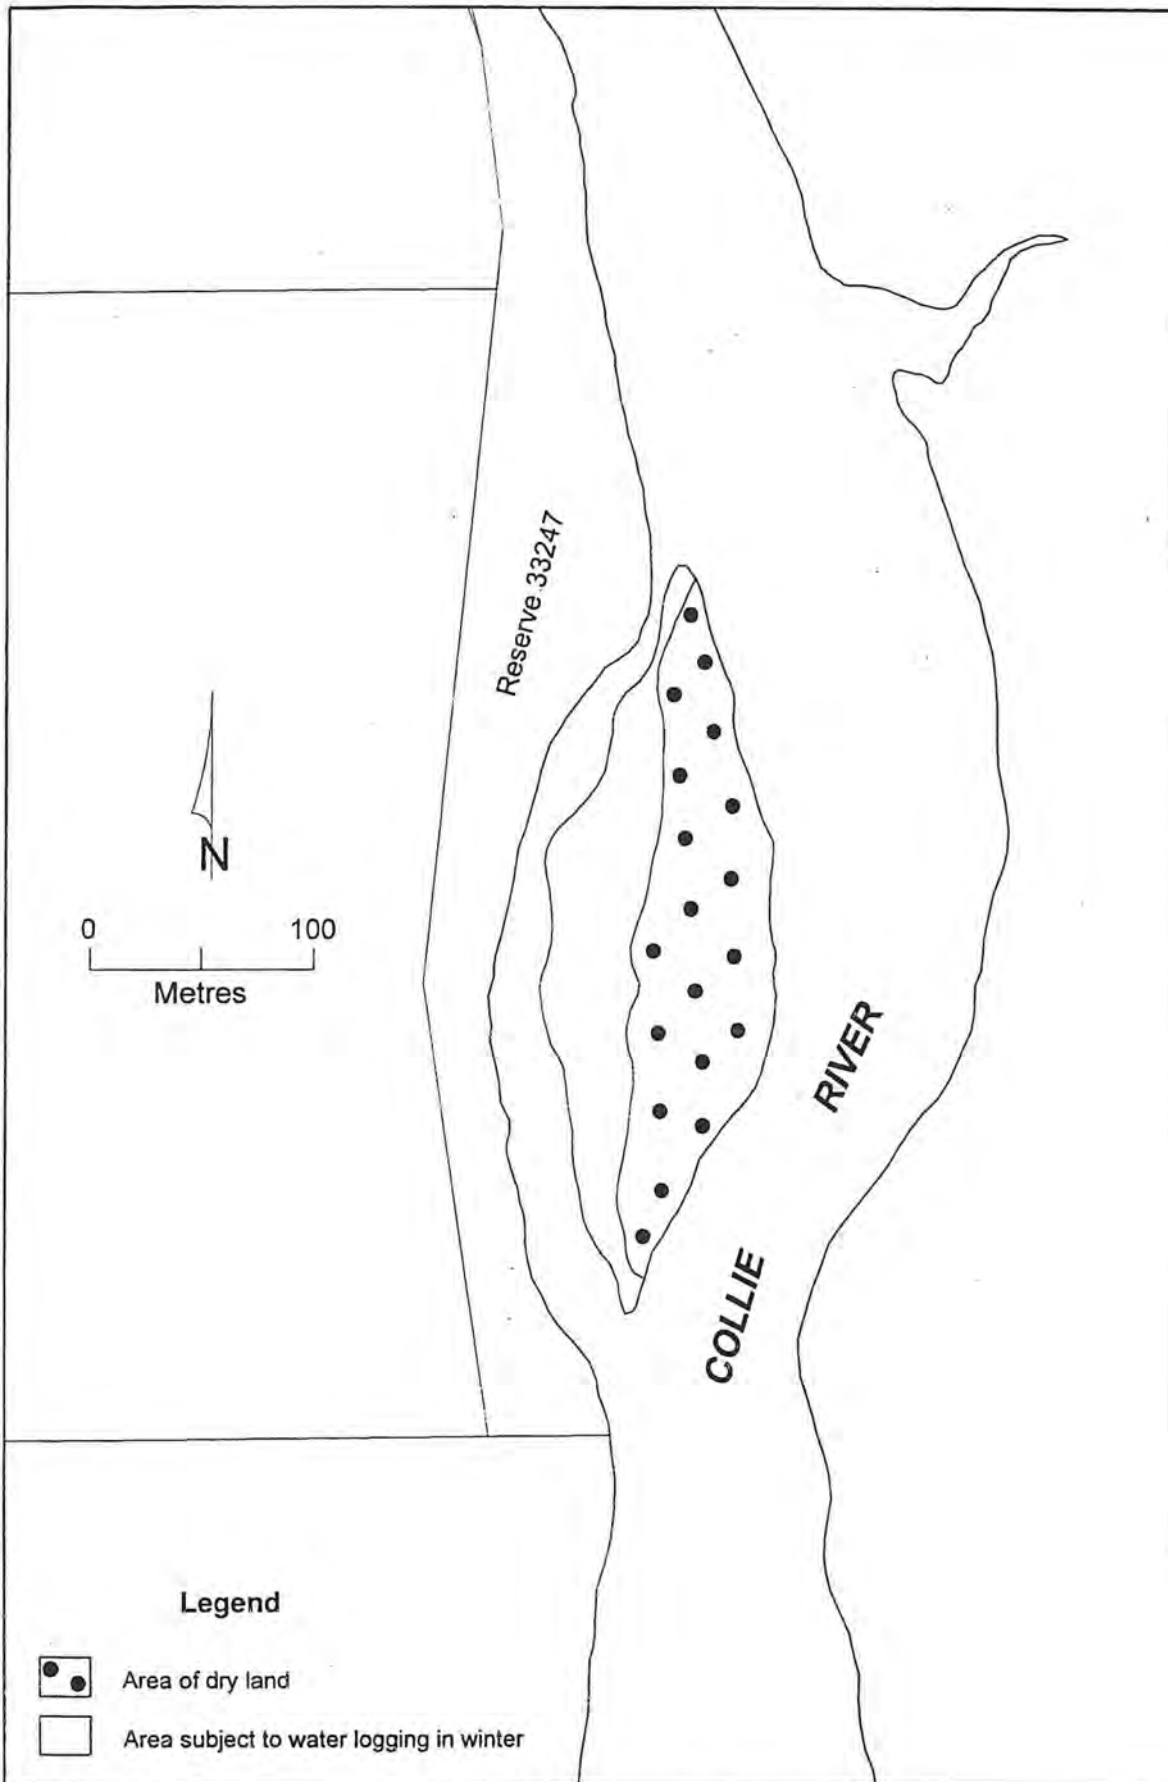 Reserve 33247
N
0 100
Metres
RIVER
COLLIE
Legend
Area of dry land
Area subject to water logging in winter